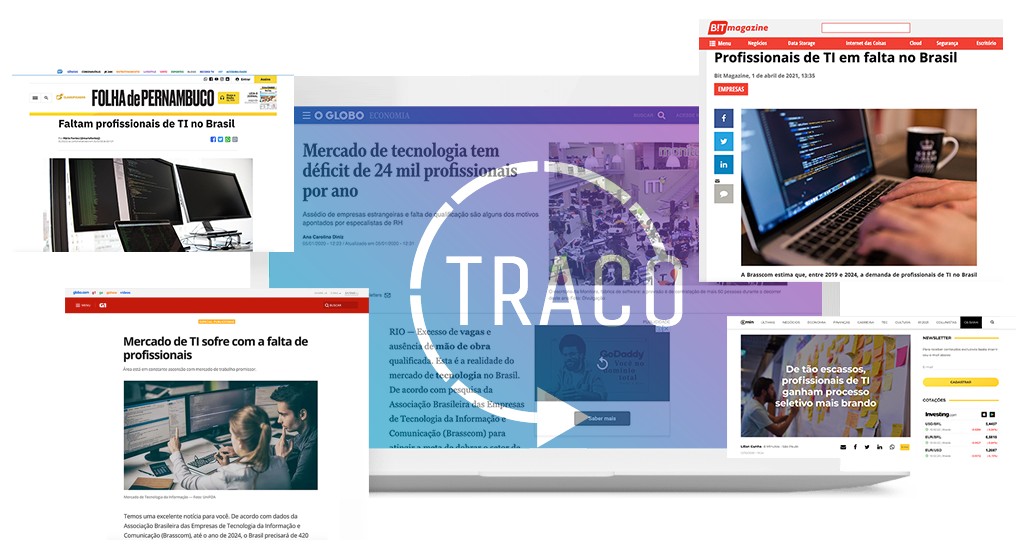 FOLHA de PERNAMBUCO
Faltam profissionais de TI no Brasil
O GLOBO ECONOMIA
BUSCAR
Mercado de tecnologia tem
déficit de 24 mil profissionais
por ano
Assédio de empresas estrangeiras e falta de qualificação são alguns dos motivos
apontados por especialistas de RH
Ana Carolina Diniz
RIO — Excesso de vagas e
ausência de mão de obra
qualificada. Esta é a realidade do
mercado de tecnologia no Brasil.
De acordo com pesquisa da
Associação Brasileira das Empresas
de Tecnologia da Informação e
Comunicação (Brasscom) para
GoDaddy
Saber mais
TRACO
BIT magazine
Menu Negócios Data Storage Internet das Coisas Cloud Segurança Escritório
Profissionais de TI em falta no Brasil
Bit Magazine, 1 de abril de 2021, 13:35
EMPRESAS
A Brasscom estima que, entre 2019 e 2024, a demanda de profissionais de TI no Brasil
MENU G1 BUSCAR
Mercado de TI sofre com a falta de
profissionais
Área está em constante ascensão com mercado de trabalho promissor.
Mercado de Tecnologia da Informação — Foto: UniFOA
Temos uma excelente notícia para você. De acordo com dados da
Associação Brasileira das Empresas de Tecnologia da Informação e
Comunicação (Brasscom), até o ano de 2024, o Brasil precisará de 420
De tão escassos,
profissionais de TI
ganham processo
seletivo mais brando
Lilian Cunha
NEWSLETTER
CADASTRAR
COTAÇÕES
Investing.com
USD/BRL
EUR/BRL
EUR/USD